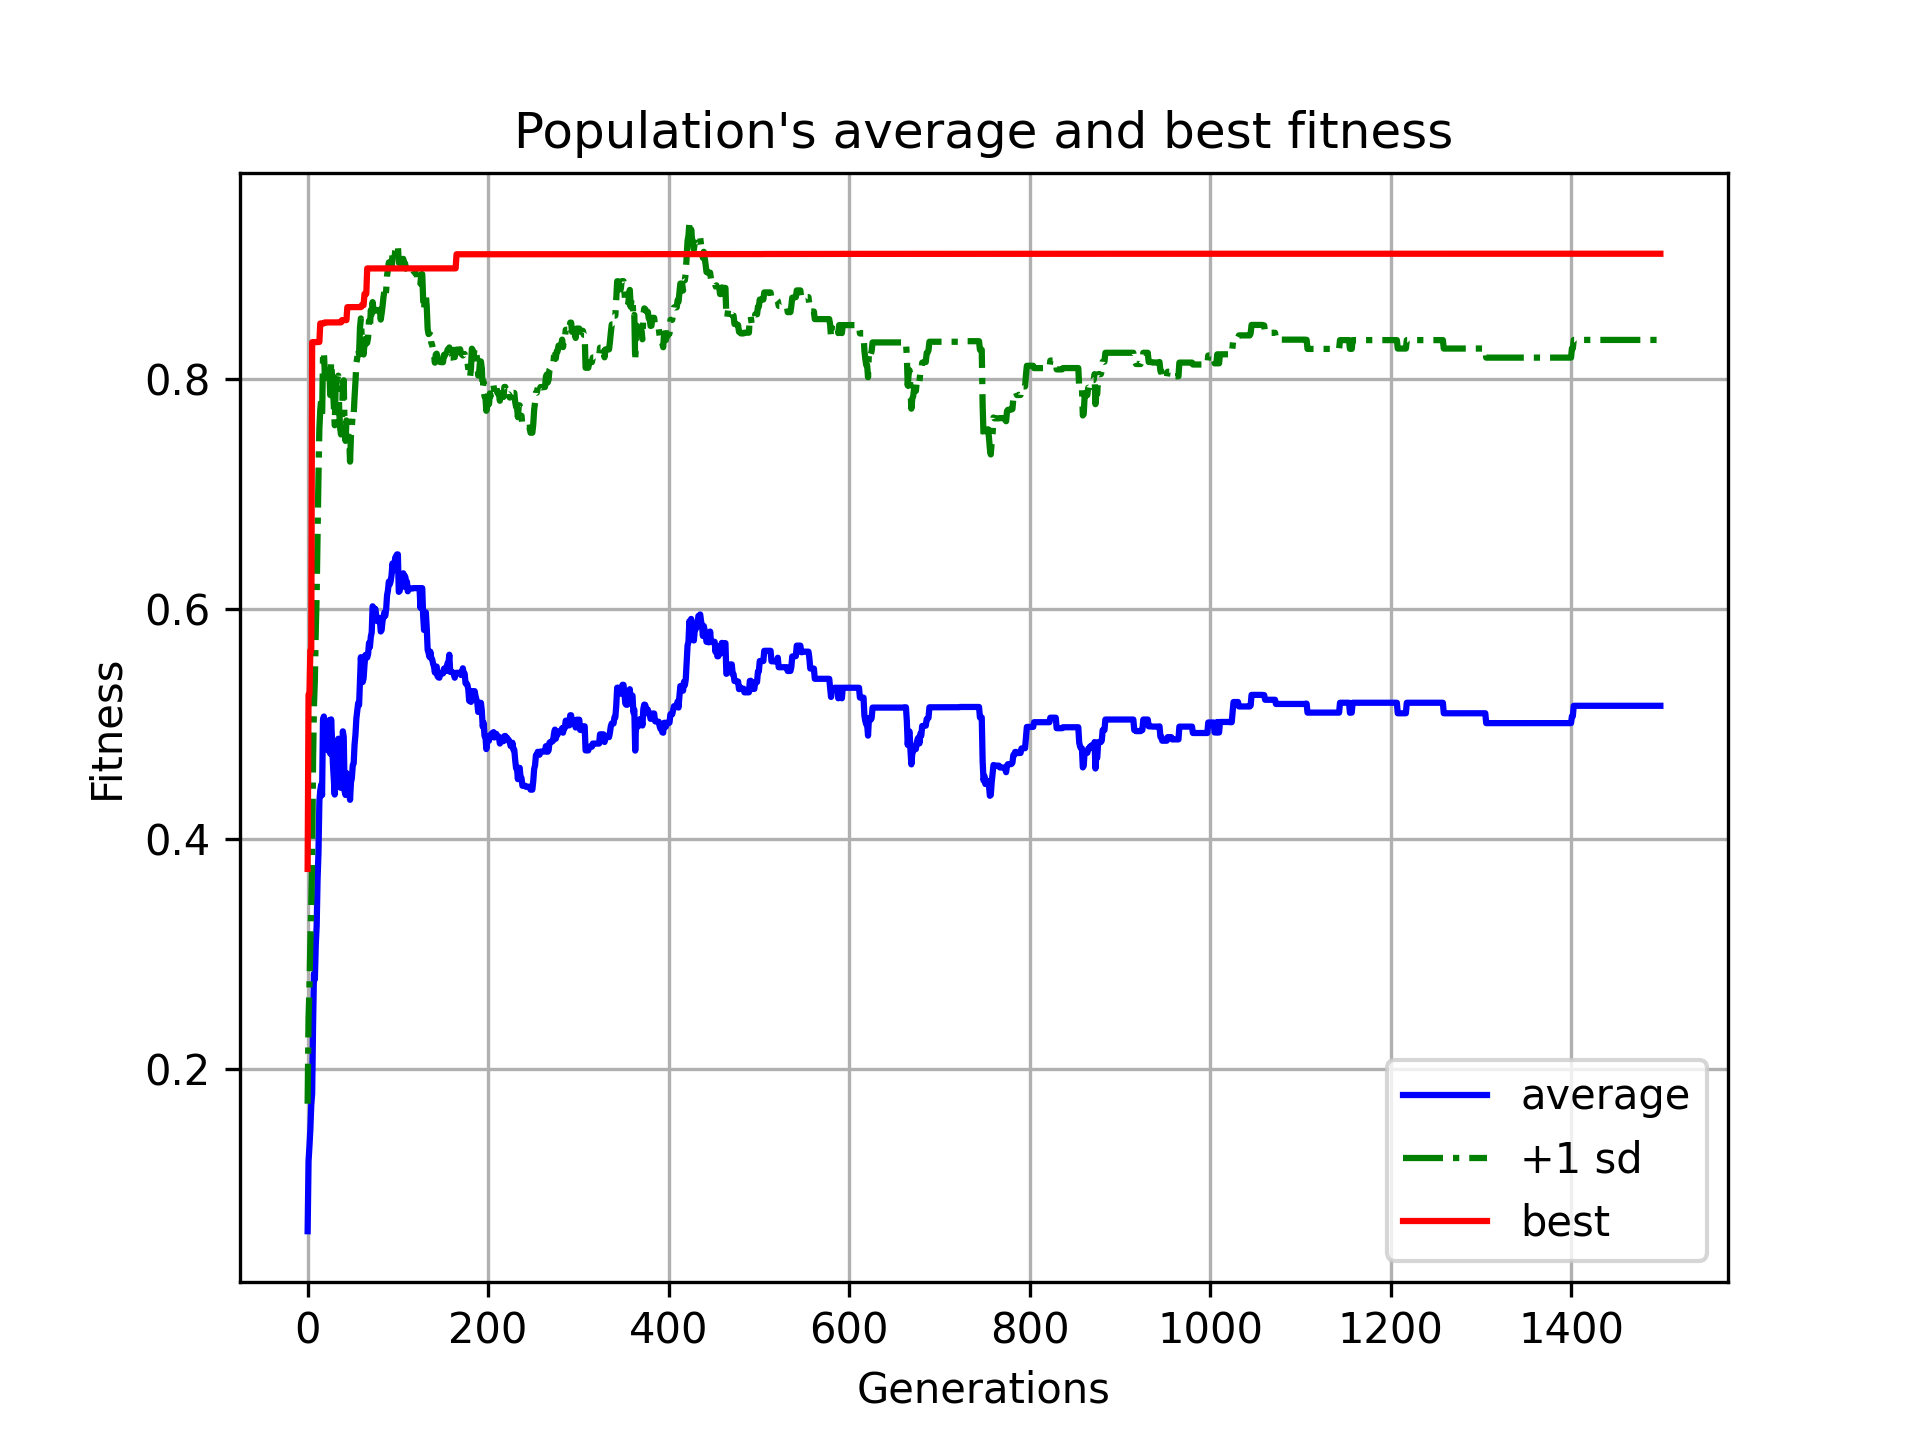 Population's average and best fitness
Fitness
0.8
0.6
0.4
0.2
0 200 400 600 800 1000 1200 1400
Generations
average
+1 sd
best